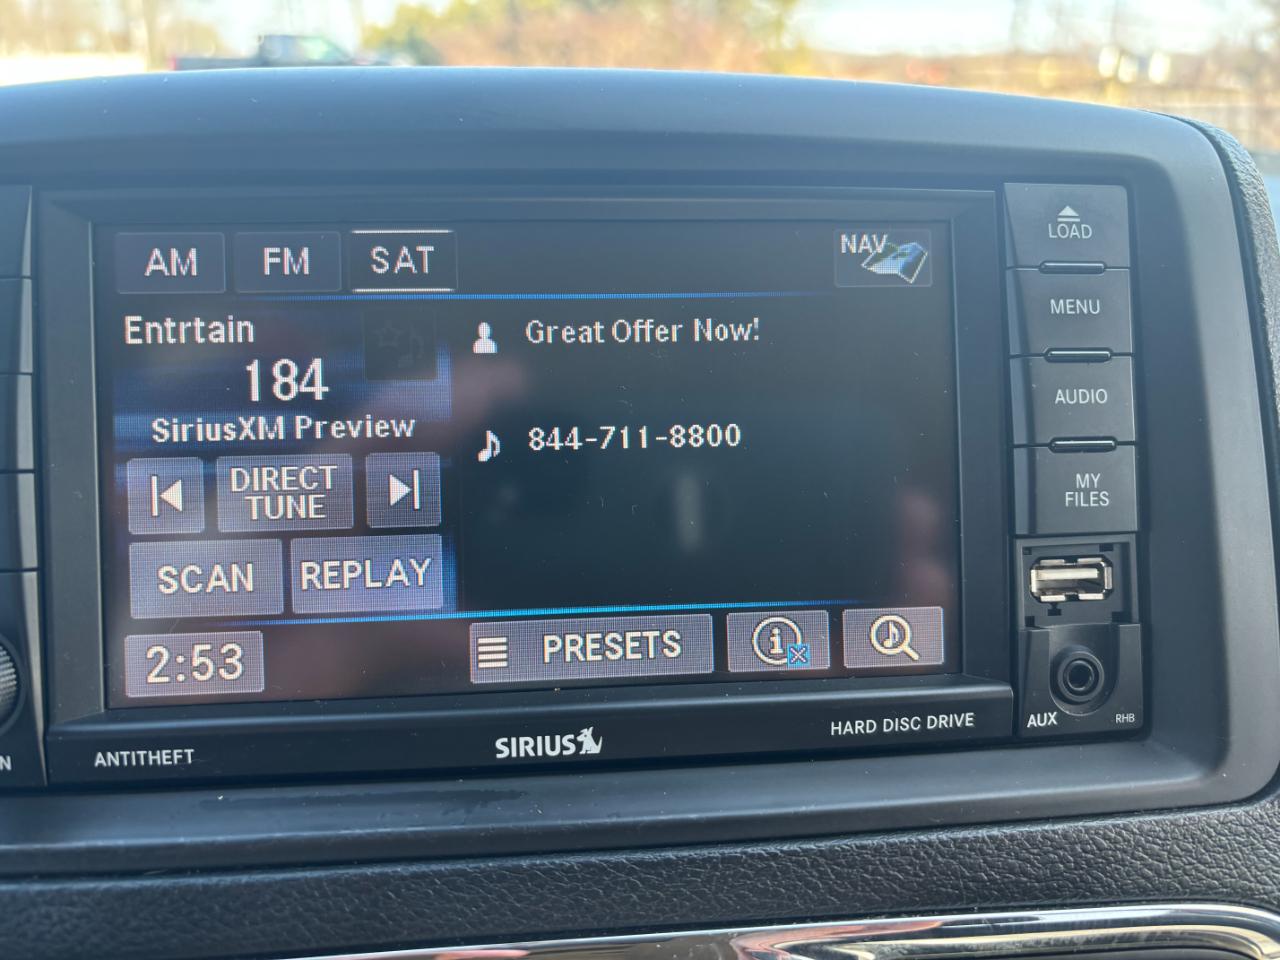 AM
FM
SAT
NAV
Entrtain
184
SiriusXM Preview
Great Offer Now!
844-711-8800
DIRECT
TUNE
SCAN
REPLAY
2:53
PRESETS
LOAD
MENU
AUDIO
MY
FILES
AUX
RHB
ANTITHEFT
SIRIUS
HARD DISC DRIVE